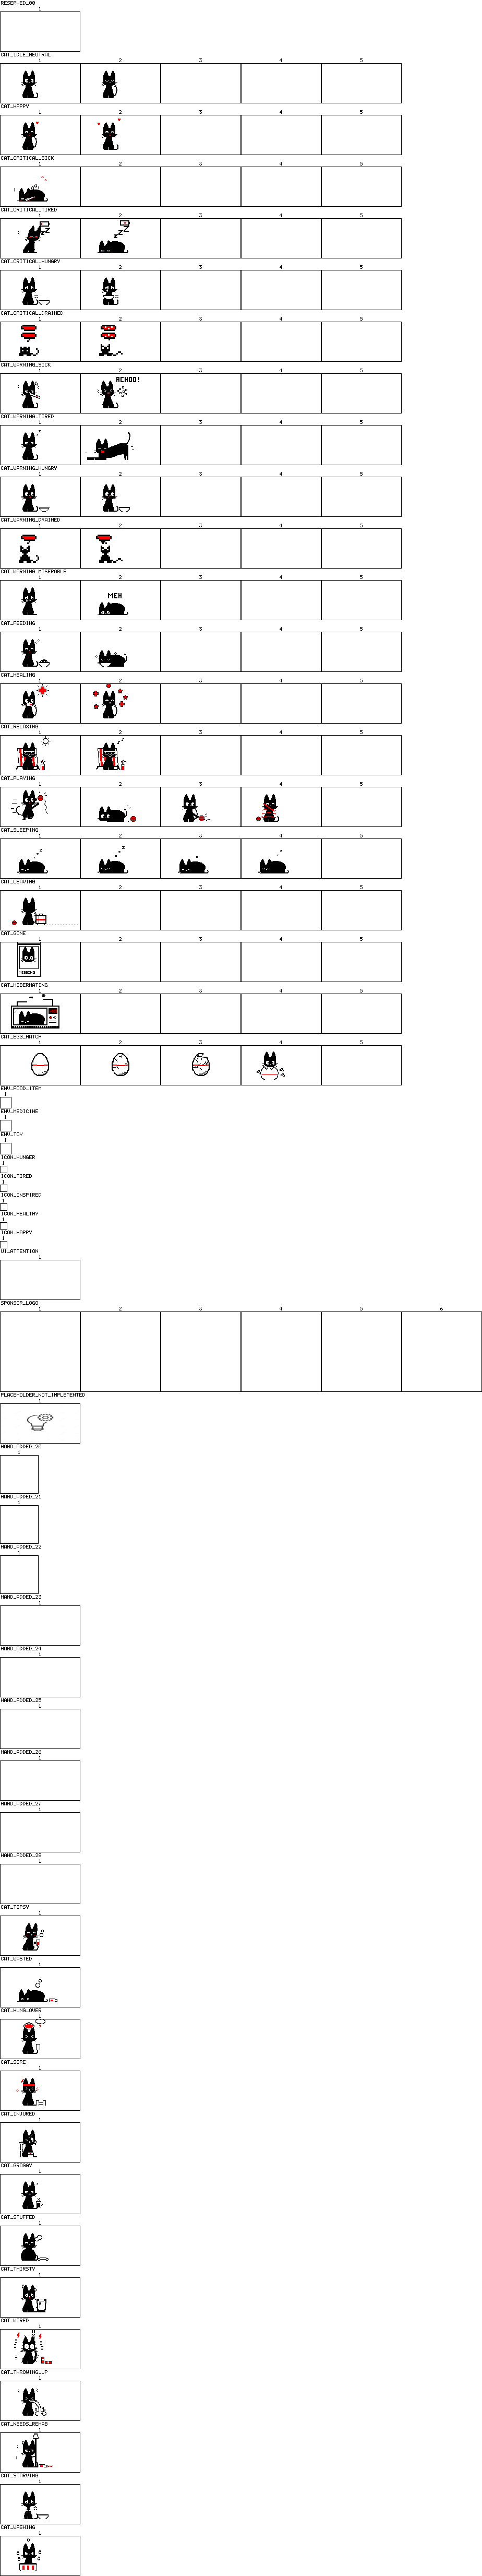 RESERVED_00
1
CAT_IDLE_NEUTRAL
1 2 3 4 5
CAT_HAPPY
1 2 3 4 5
CAT_CRITICAL_SICK
1 2 3 4 5
CAT_CRITICAL_TIRED
1 2 3 4 5
CAT_CRITICAL_HUNGRY
1 2 3 4 5
CAT_CRITICAL_DRAINED
1 2 3 4 5
CAT_WARNING_SICK
1 2 3 4 5
ACHOO!
CAT_WARNING_TIRED
1 2 3 4 5
CAT_WARNING_HUNGRY
1 2 3 4 5
CAT_WARNING_DRAINED
1 2 3 4 5
CAT_WARNING_MISERABLE
1 2 3 4 5
MEH
CAT_FEEDING
1 2 3 4 5
CAT_HEALING
1 2 3 4 5
CAT_RELAXING
1 2 3 4 5
CAT_PLAYING
1 2 3 4 5
CAT_SLEEPING
1 2 3 4 5
CAT_LEAVING
1 2 3 4 5
CAT_GONE
1 2 3 4 5
MISSING
CAT_HIBERNATING
1 2 3 4 5
CAT_EGG_HATCH
1 2 3 4 5
ENV_FOOD_ITEM
1
ENV_MEDICINE
1
ENV_TOY
1
ICON_HUNGER
1
ICON_TIRED
1
ICON_INSPIRED
1
ICON_HEALTHY
1
ICON_HAPPY
1
UI_ATTENTION
1
SPONSOR_LOGO
1 2 3 4 5 6
PLACEHOLDER_NOT_IMPLEMENTED
1
HAND_ADDED_20
1
HAND_ADDED_21
1
HAND_ADDED_22
1
HAND_ADDED_23
1
HAND_ADDED_24
1
HAND_ADDED_25
1
HAND_ADDED_26
1
HAND_ADDED_27
1
HAND_ADDED_28
1
CAT_TIPSY
1
CAT_WASTED
1
CAT_HUNG_OVER
1
CAT_SORE
1
CAT_INJURED
1
CAT_GROGGY
1
CAT_STUFFED
1
CAT_THIRSTY
1
CAT_WIRED
1
CAT_THROWING_UP
1
CAT_NEEDS_REHAB
1
CAT_STARVING
1
CAT_WASHING
1